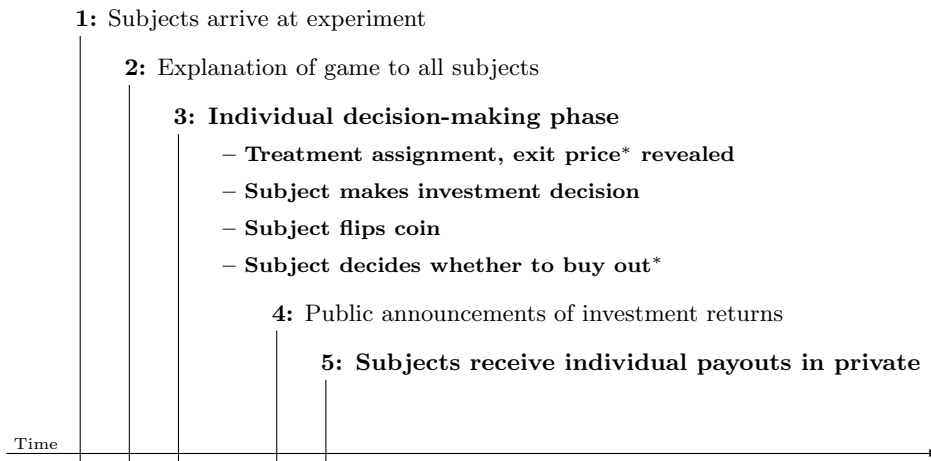 1: Subjects arrive at experiment
2: Explanation of game to all subjects
3: Individual decision-making phase
– Treatment assignment, exit price* revealed
– Subject makes investment decision
– Subject flips coin
– Subject decides whether to buy out*
4: Public announcements of investment returns
5: Subjects receive individual payouts in private
Time